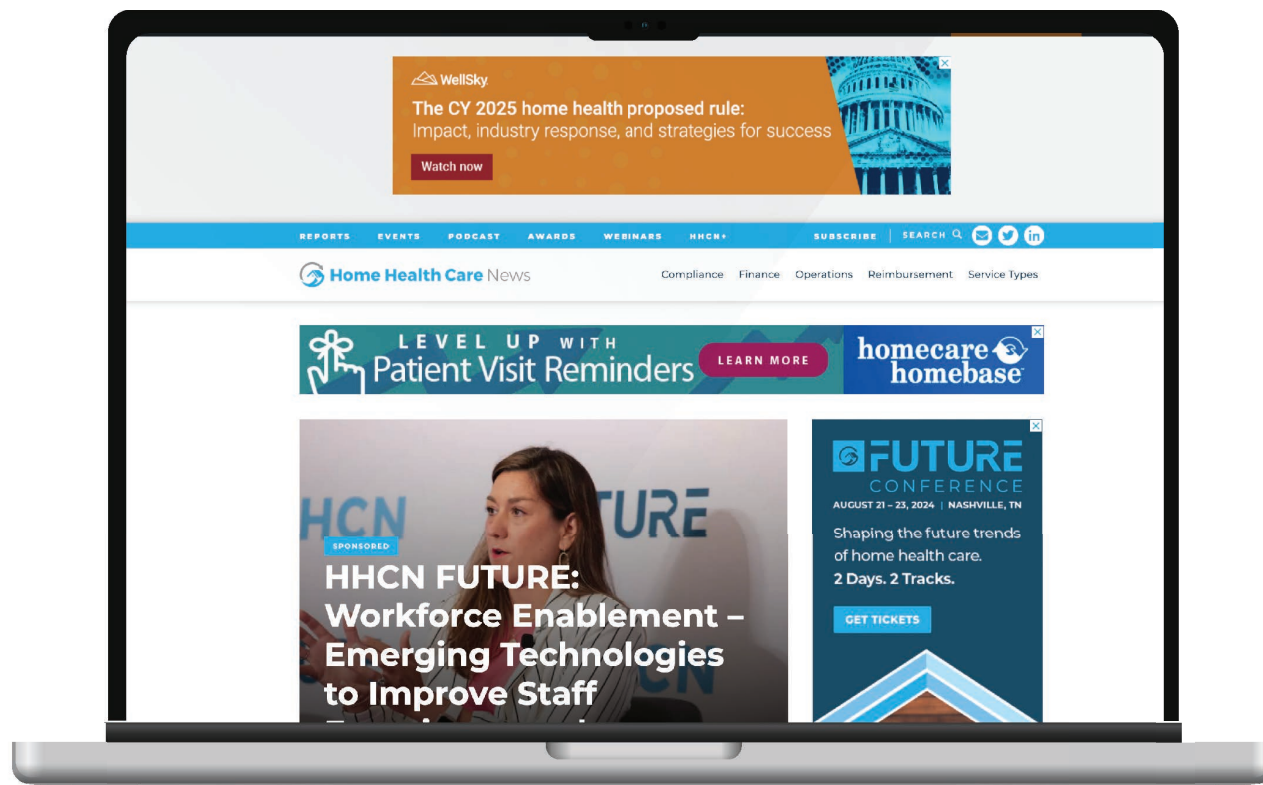 WellSky
The CY 2025 home health proposed rule:
Impact, industry response, and strategies for success
Watch now
REPORTS EVENTS PODCAST AWARDS WEBINARS HHCN+ SUBSCRIBE | SEARCH
in
Home Health Care News
Compliance Finance Operations Reimbursement Service Types
LEVEL UP WITH
Patient Visit Reminders
LEARN MORE
homecare
homebase
HCN FUTURE
CN
SPONSORED
HHCN FUTURE:
Workforce Enablement –
Emerging Technologies
to Improve Staff
FUTURE
CONFERENCE
AUGUST 21 – 23, 2024 | NASHVILLE, TN
Shaping the future trends
of home health care.
2 Days. 2 Tracks.
GET TICKETS